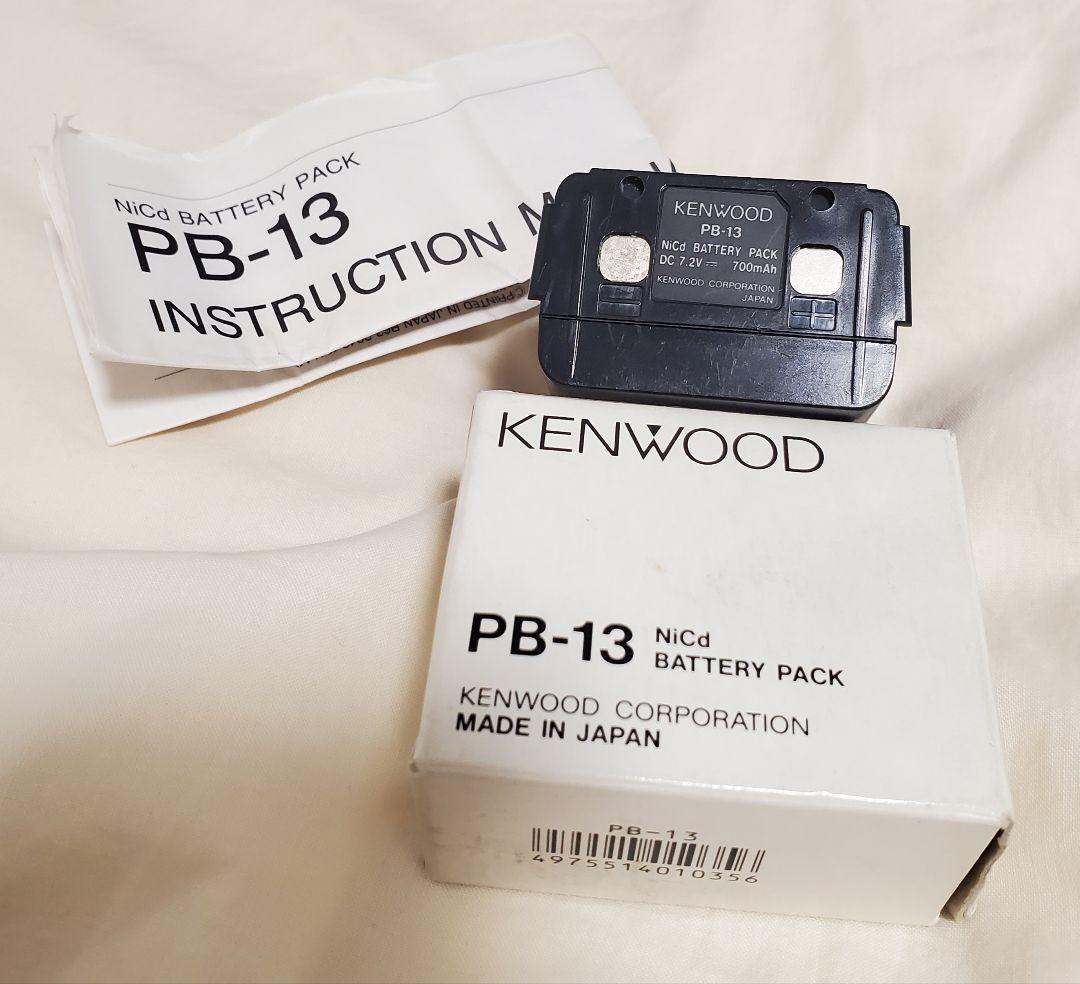 NiCd BATTERY PACK
PB-13
INSTRUCTION
PRINTED IN JAPAN
KENWOOD
PB-13
NiCd BATTERY PACK
DC 7.2V ⎓ 700mAh
KENWOOD CORPORATION
JAPAN
KENWOOD
PB-13 NiCd
BATTERY PACK
KENWOOD CORPORATION
MADE IN JAPAN
PB-13
4975514010356